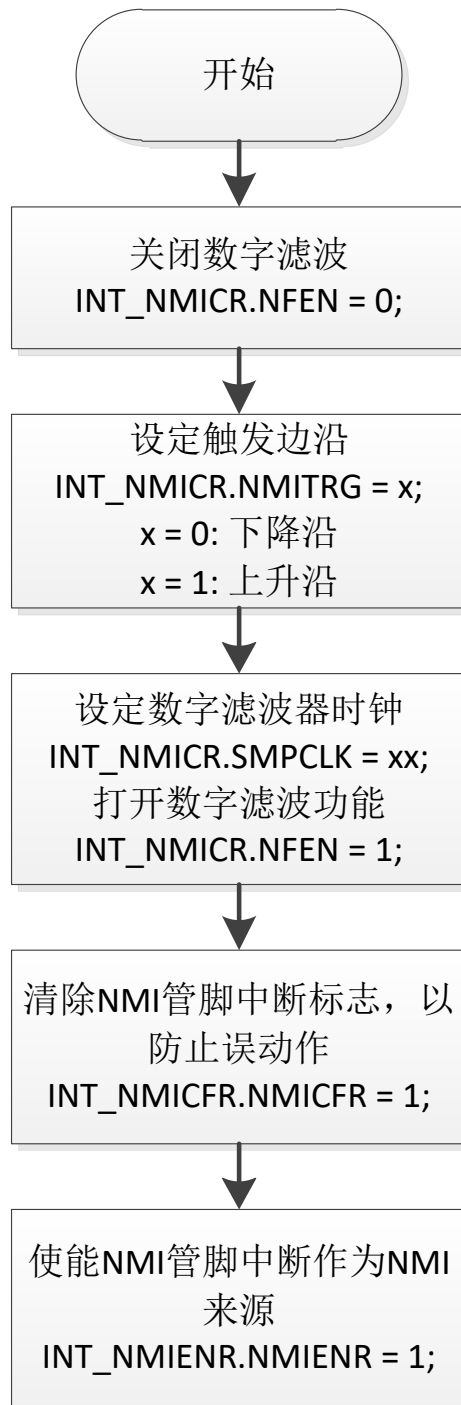 开始
关闭数字滤波
INT_NMICR.NFEN = 0;
设定触发边沿
INT_NMICR.NMITRG = x;
x = 0: 下降沿
x = 1: 上升沿
设定数字滤波器时钟
INT_NMICR.SMPCLK = xx;
打开数字滤波功能
INT_NMICR.NFEN = 1;
清除NMI管脚中断标志，以
防止误动作
INT_NMICFR.NMICFR = 1;
使能NMI管脚中断作为NMI
来源
INT_NMIENR.NMIENR = 1;